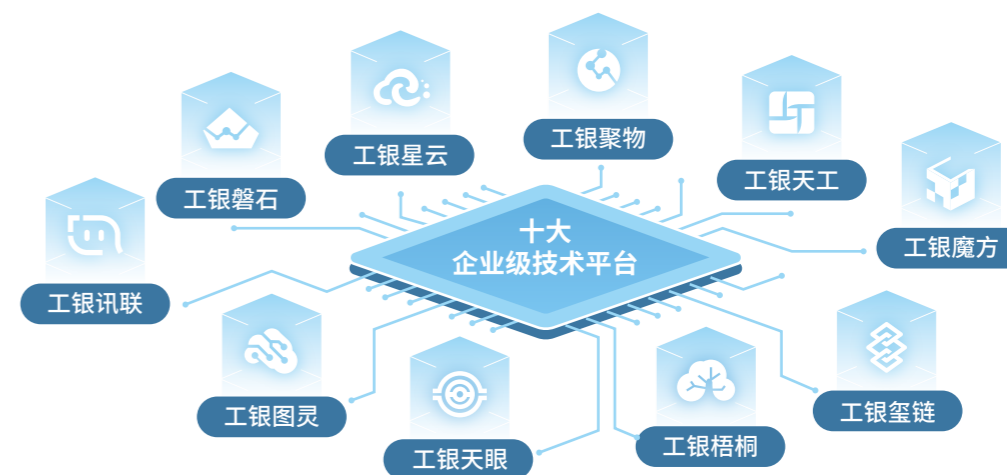 工银聚物
工银星云
工银天工
工银磐石
工银魔方
工银讯联
十大
企业级技术平台
工银图灵
工银天眼
工银梧桐
工银玺链